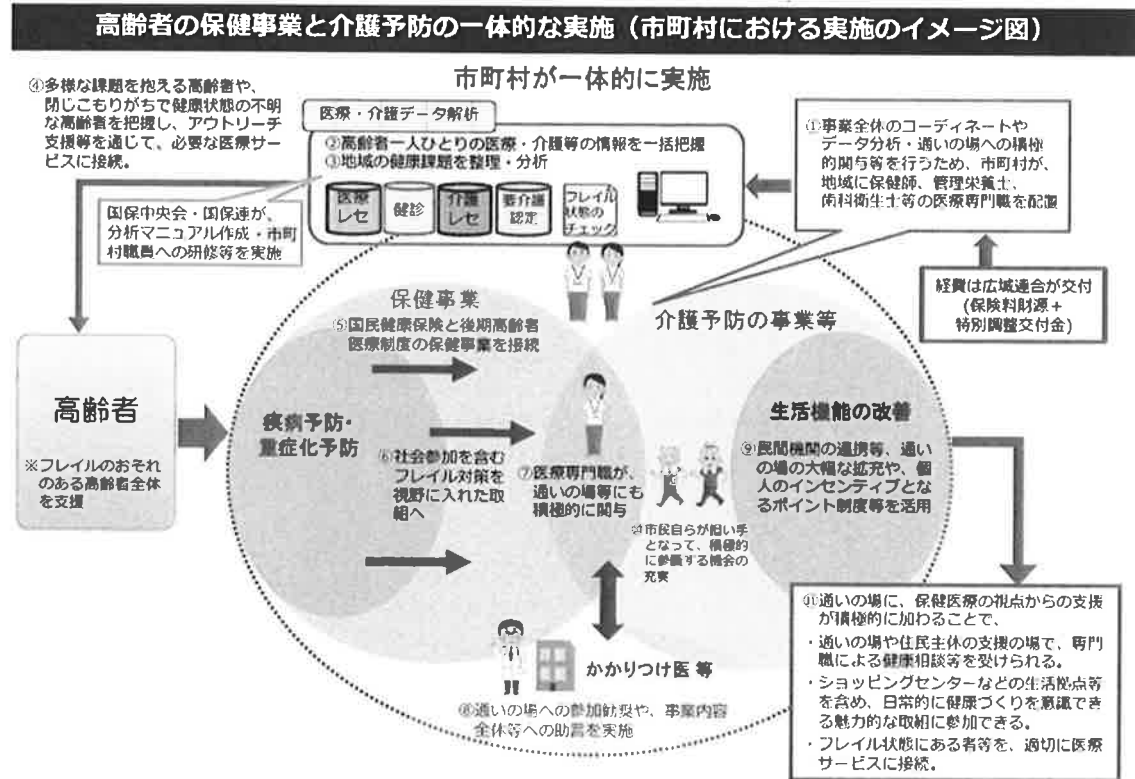 高齢者の保健事業と介護予防の一体的な実施（市町村における実施のイメージ図）
市町村が一体的に実施
④多様な課題を抱える高齢者や、
閉じこもりがちで健康状態の不明
な高齢者を把握し、アウトリーチ
支援等を通じて、必要な医療サー
ビスに接続。
医療・介護データ解析
②高齢者一人ひとりの医療・介護等の情報を一括把握
③地域の健康課題を整理・分析
医療
レセ
健診
介護
レセ
要介護
認定
フレイル
状態の
チェック
①事業全体のコーディネートや
データ分析・通いの場への積極
的関与等を行うため、市町村が、
地域に保健師、管理栄養士、
歯科衛生士等の医療専門職を配置
国保中央会・国保連が、
分析マニュアル作成・市町
村職員への研修等を実施
経費は広域連合が交付
(保険料財源＋
特別調整交付金)
保健事業
⑤国民健康保険と後期高齢者
医療制度の保健事業を接続
介護予防の事業等
高齢者
※フレイルのおそれ
のある高齢者全体
を支援
疾病予防・
重症化予防
⑥社会参加を含む
フレイル対策を
視野に入れた取
組へ
⑦医療専門職が、
通いの場等にも
積極的に関与
生活機能の改善
⑨民間機関の連携等、通い
の場の大幅な拡充や、個
人のインセンティブとな
るポイント制度等を活用
⑩市民自らが担い手
となって、積極的
に参画する機会の
充実
かかりつけ医 等
⑧通いの場への参加勧奨や、事業内容
全体等への助言を実施
⑪通いの場に、保健医療の視点からの支援
が積極的に加わることで、
・通いの場や住民主体の支援の場で、専門
職による健康相談等を受けられる。
・ショッピングセンターなどの生活拠点等
を含め、日常的に健康づくりを意識でき
る魅力的な取組に参加できる。
・フレイル状態にある者等を、適切に医療
サービスに接続。